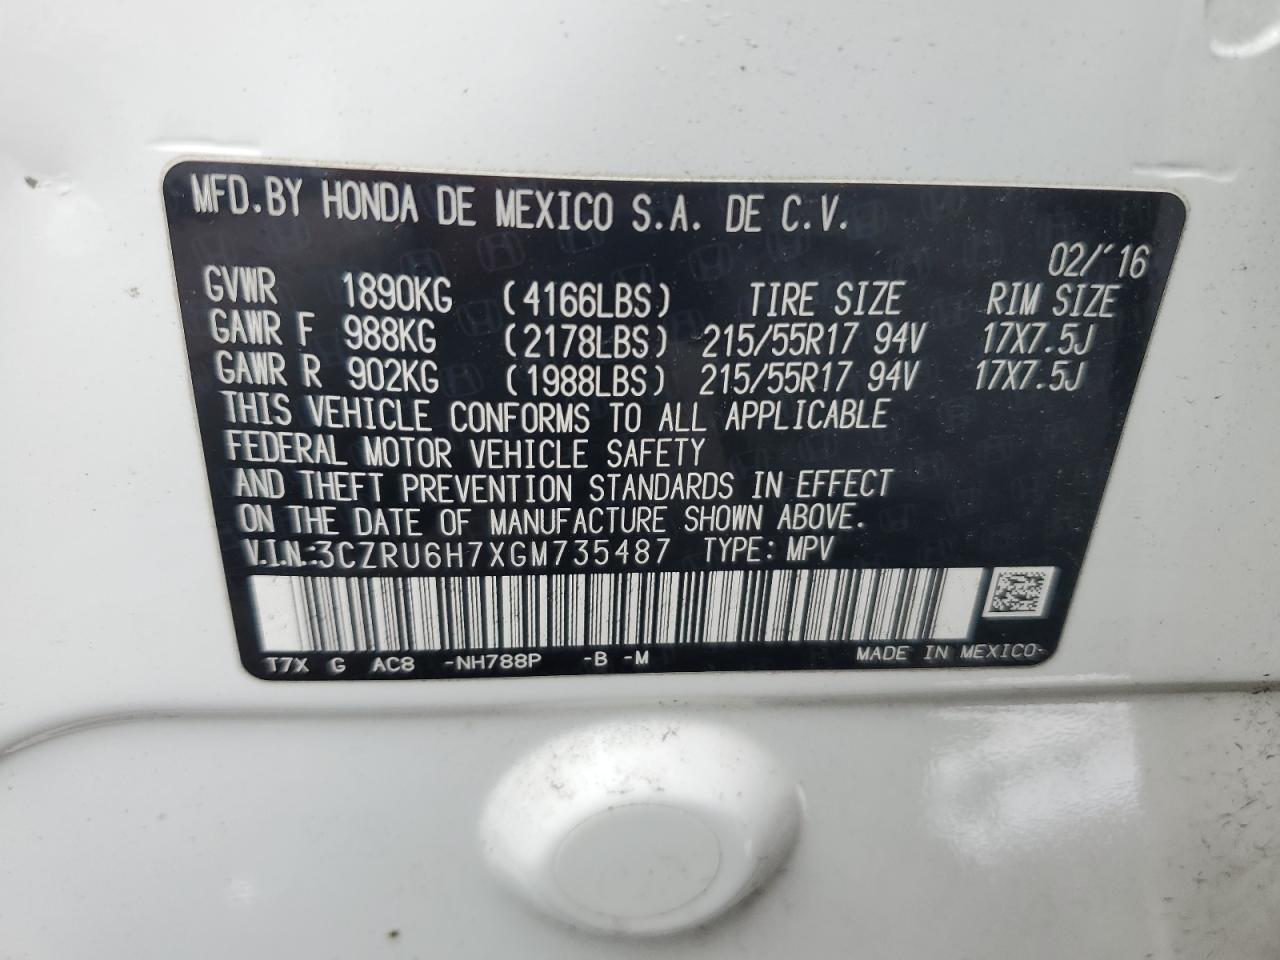 MFD.BY HONDA DE MEXICO S.A. DE C.V.
02/'16
GVWR 1890KG (4166LBS) TIRE SIZE RIM SIZE
GAWR F 988KG (2178LBS) 215/55R17 94V 17X7.5J
GAWR R 902KG (1988LBS) 215/55R17 94V 17X7.5J
THIS VEHICLE CONFORMS TO ALL APPLICABLE
FEDERAL MOTOR VEHICLE SAFETY
AND THEFT PREVENTION STANDARDS IN EFFECT
ON THE DATE OF MANUFACTURE SHOWN ABOVE.
V.I.N.:3CZRU6H7XGM735487 TYPE: MPV
T7X G AC8 -NH788P -B -M MADE IN MEXICO-